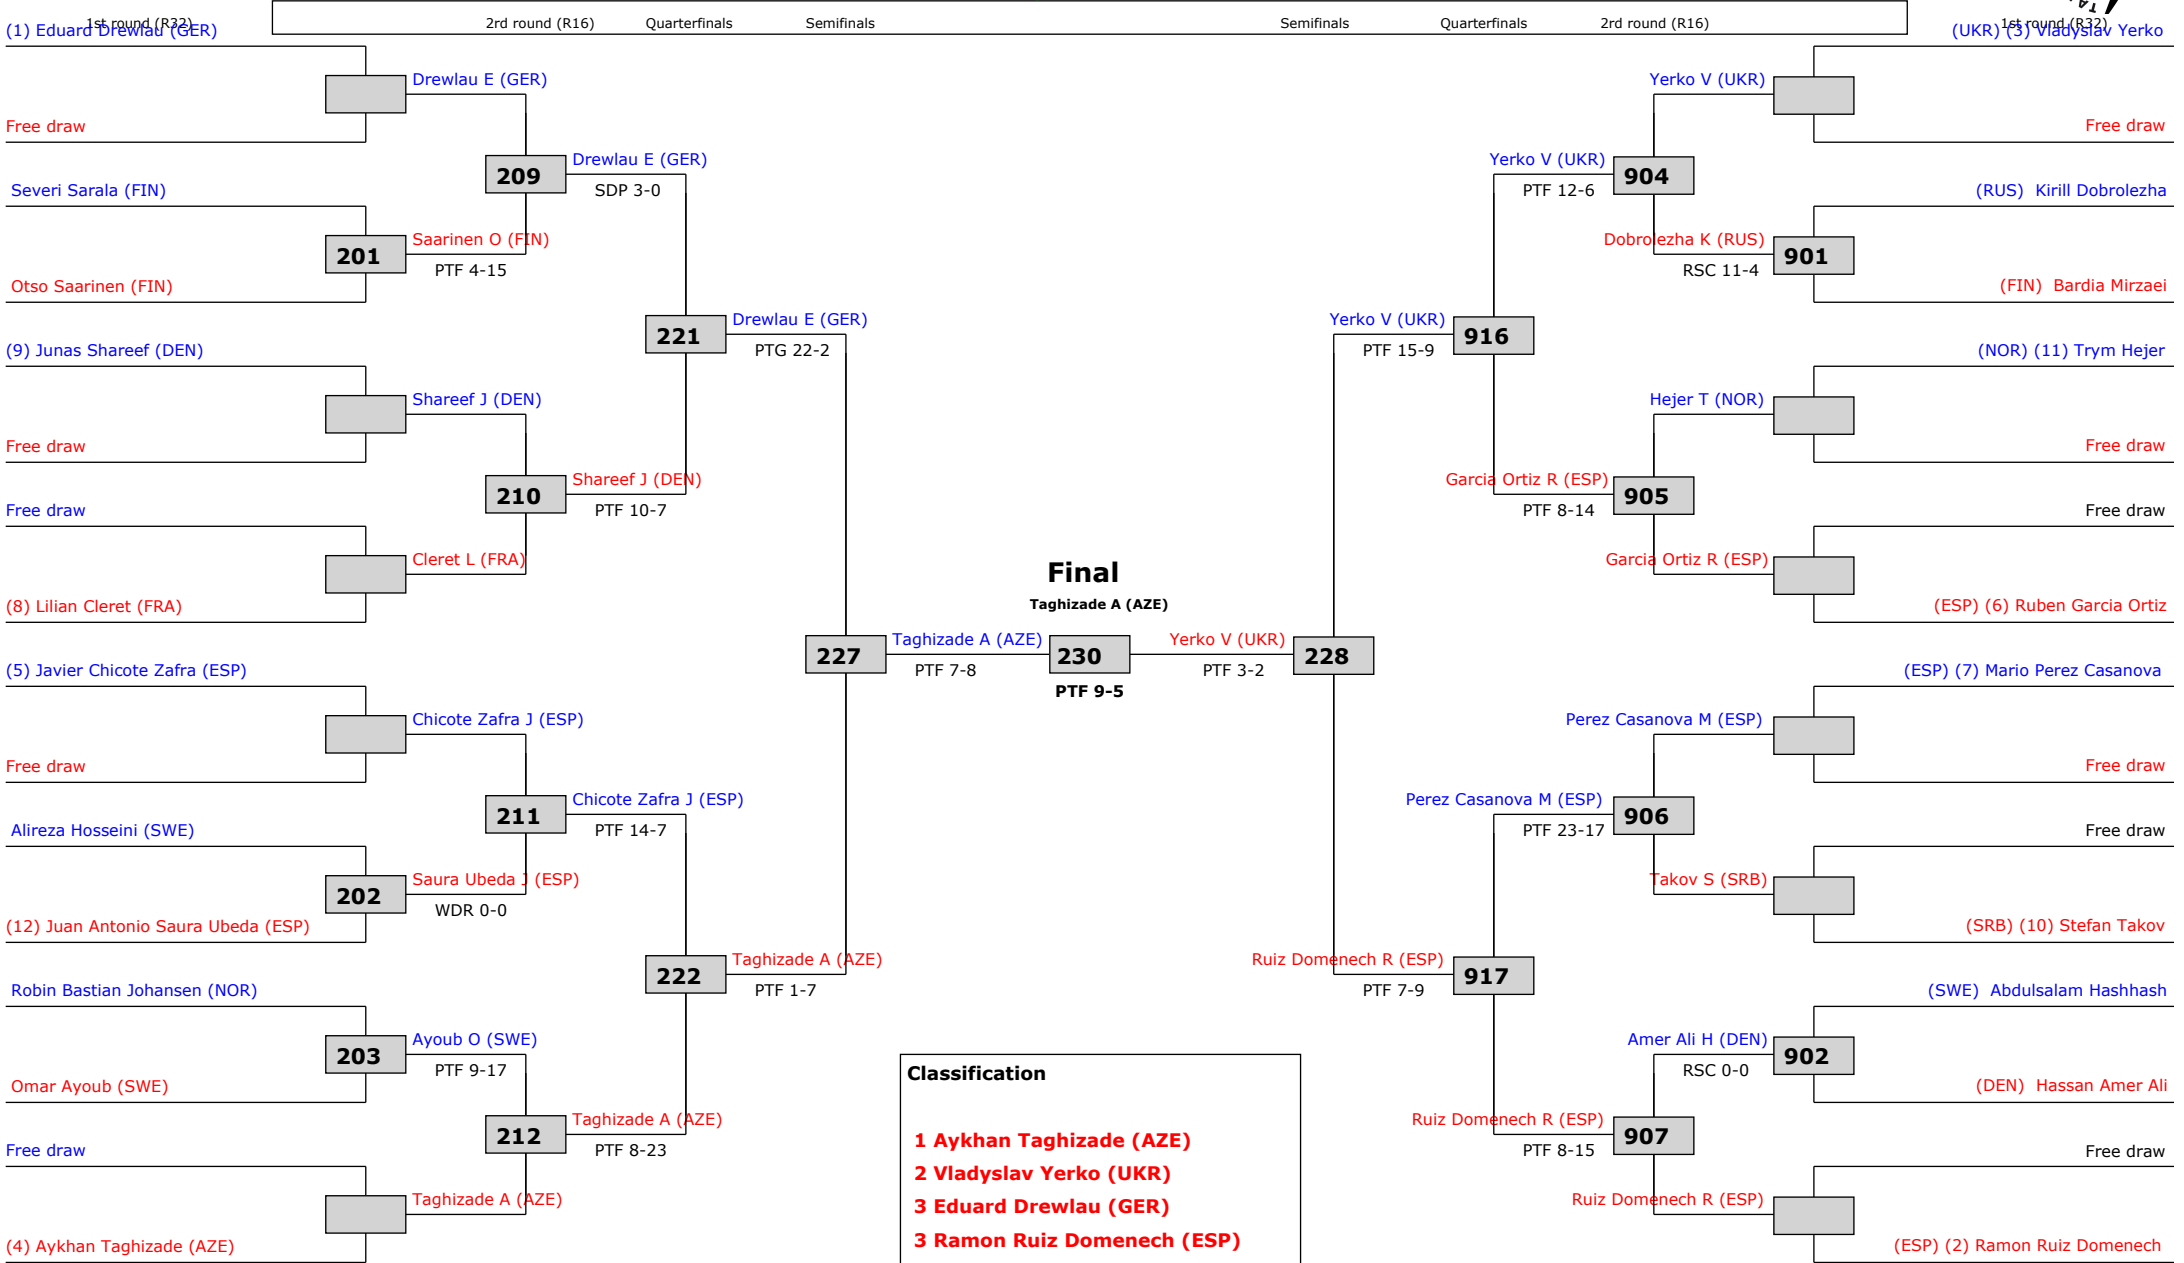 1st round (R32)
2nd round (R16)
Quarterfinals
Semifinals
Semifinals
Quarterfinals
2nd round (R16)
1st round (R32)
(1) Eduard Drewlau (GER)
Drewlau E (GER)
Free draw
Drewlau E (GER)
209
SDP 3-0
Severi Sarala (FIN)
Saarinen O (FIN)
201
PTF 4-15
Otso Saarinen (FIN)
Drewlau E (GER)
221
PTG 22-2
(9) Junas Shareef (DEN)
Shareef J (DEN)
Free draw
Shareef J (DEN)
210
PTF 10-7
Free draw
Cleret L (FRA)
(8) Lilian Cleret (FRA)
227
Taghizade A (AZE)
PTF 7-8
(5) Javier Chicote Zafra (ESP)
Chicote Zafra J (ESP)
Free draw
Chicote Zafra J (ESP)
211
PTF 14-7
Alireza Hosseini (SWE)
Saura Ubeda J (ESP)
202
WDR 0-0
(12) Juan Antonio Saura Ubeda (ESP)
Taghizade A (AZE)
222
PTF 1-7
Robin Bastian Johansen (NOR)
Ayoub O (SWE)
203
PTF 9-17
Omar Ayoub (SWE)
Taghizade A (AZE)
212
PTF 8-23
Free draw
Taghizade A (AZE)
(4) Aykhan Taghizade (AZE)
Final
Taghizade A (AZE)
230
PTF 9-5
(UKR) (3) Vladyslav Yerko
Yerko V (UKR)
Free draw
Yerko V (UKR)
904
PTF 12-6
(RUS) Kirill Dobrolezha
Dobrolezha K (RUS)
901
RSC 11-4
(FIN) Bardia Mirzaei
Yerko V (UKR)
916
PTF 15-9
(NOR) (11) Trym Hejer
Hejer T (NOR)
Free draw
Garcia Ortiz R (ESP)
905
PTF 8-14
Free draw
Garcia Ortiz R (ESP)
(ESP) (6) Ruben Garcia Ortiz
Yerko V (UKR)
228
PTF 3-2
(ESP) (7) Mario Perez Casanova
Perez Casanova M (ESP)
Free draw
Perez Casanova M (ESP)
906
PTF 23-17
Free draw
Takov S (SRB)
(SRB) (10) Stefan Takov
Ruiz Domenech R (ESP)
917
PTF 7-9
(SWE) Abdulsalam Hashhash
Amer Ali H (DEN)
902
RSC 0-0
(DEN) Hassan Amer Ali
Ruiz Domenech R (ESP)
907
PTF 8-15
Free draw
Ruiz Domenech R (ESP)
(ESP) (2) Ramon Ruiz Domenech
Classification
1 Aykhan Taghizade (AZE)
2 Vladyslav Yerko (UKR)
3 Eduard Drewlau (GER)
3 Ramon Ruiz Domenech (ESP)